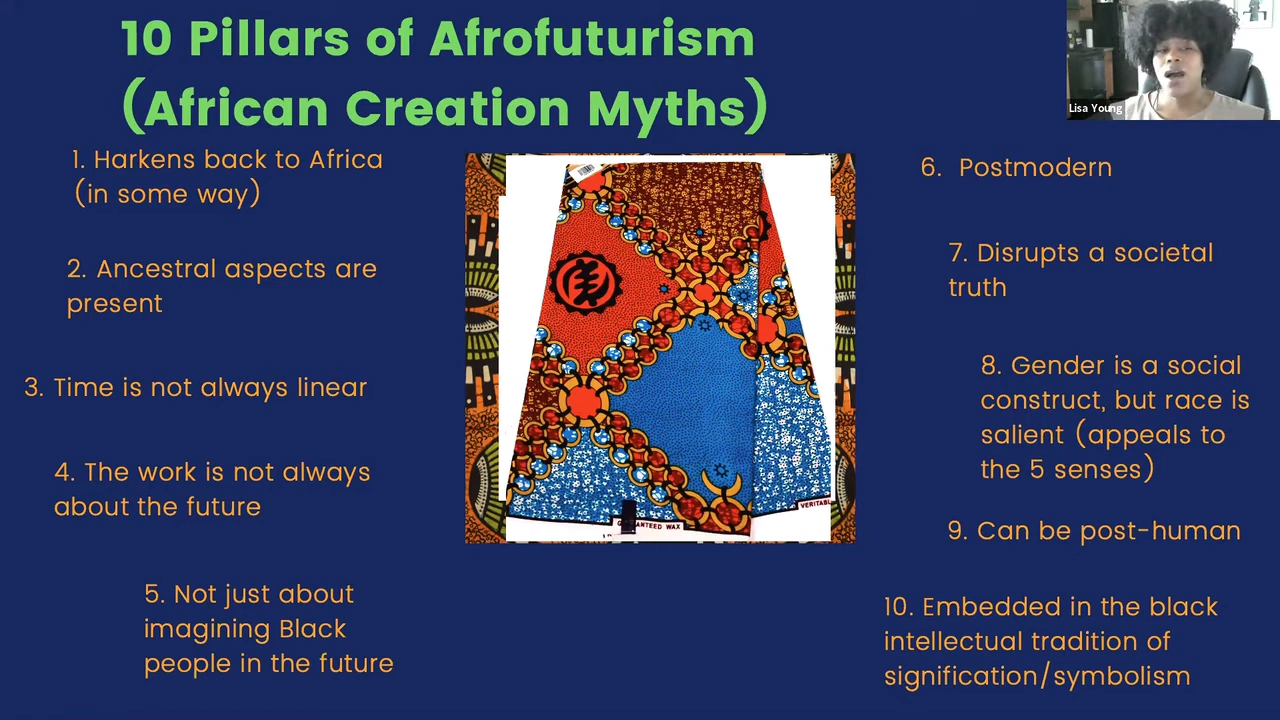 10 Pillars of Afrofuturism
(African Creation Myths)
Lisa Young
1. Harkens back to Africa
(in some way)
2. Ancestral aspects are
present
3. Time is not always linear
4. The work is not always
about the future
5. Not just about
imagining Black
people in the future
GUARANTEED WAX
VERITABL
6. Postmodern
7. Disrupts a societal
truth
8. Gender is a social
construct, but race is
salient (appeals to
the 5 senses)
9. Can be post-human
10. Embedded in the black
intellectual tradition of
signification/symbolism